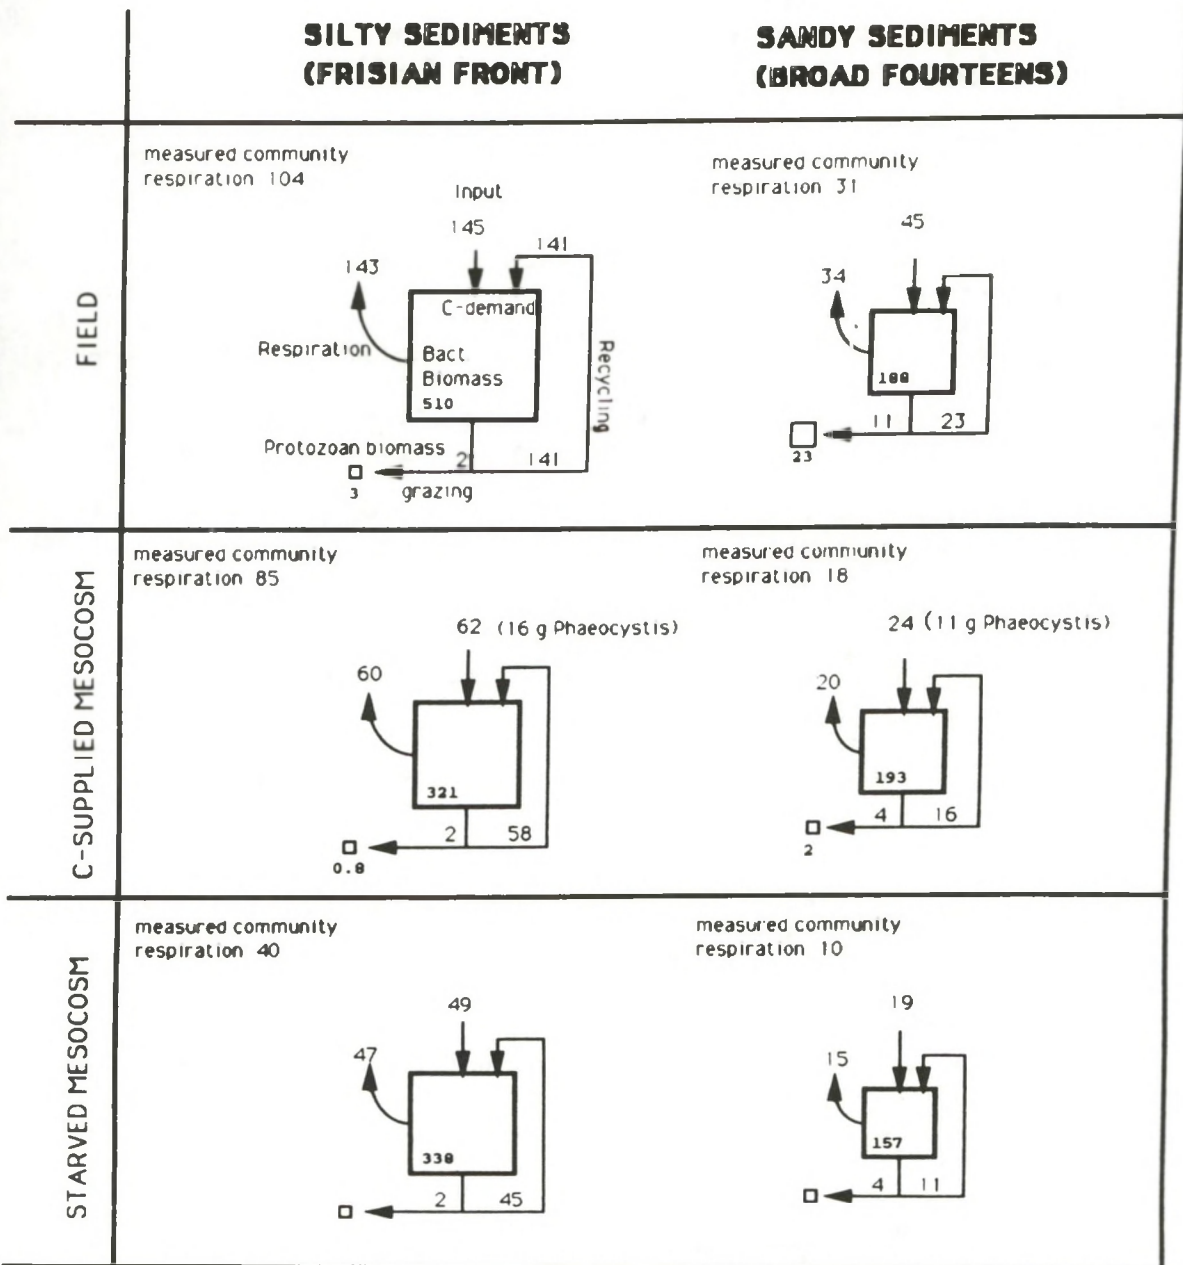 SILTY SEDIMENTS
(FRISIAN FRONT)
SANDY SEDIMENTS
(BROAD FOURTEENS)
FIELD
measured community
respiration 104
Input
145
141
143
C-demand
Respiration
Bact
Biomass
510
Recycling
Protozoan biomass
2
141
3
grazing
measured community
respiration 31
45
34
188
11
23
23
C-SUPPLIED MESOCOSM
measured community
respiration 85
62 (16 g Phaeocystis)
60
321
2
58
0.8
measured community
respiration 18
24 (11 g Phaeocystis)
20
193
4
16
2
STARVED MESOCOSM
measured community
respiration 40
49
47
338
2
45
measured community
respiration 10
19
15
157
4
11